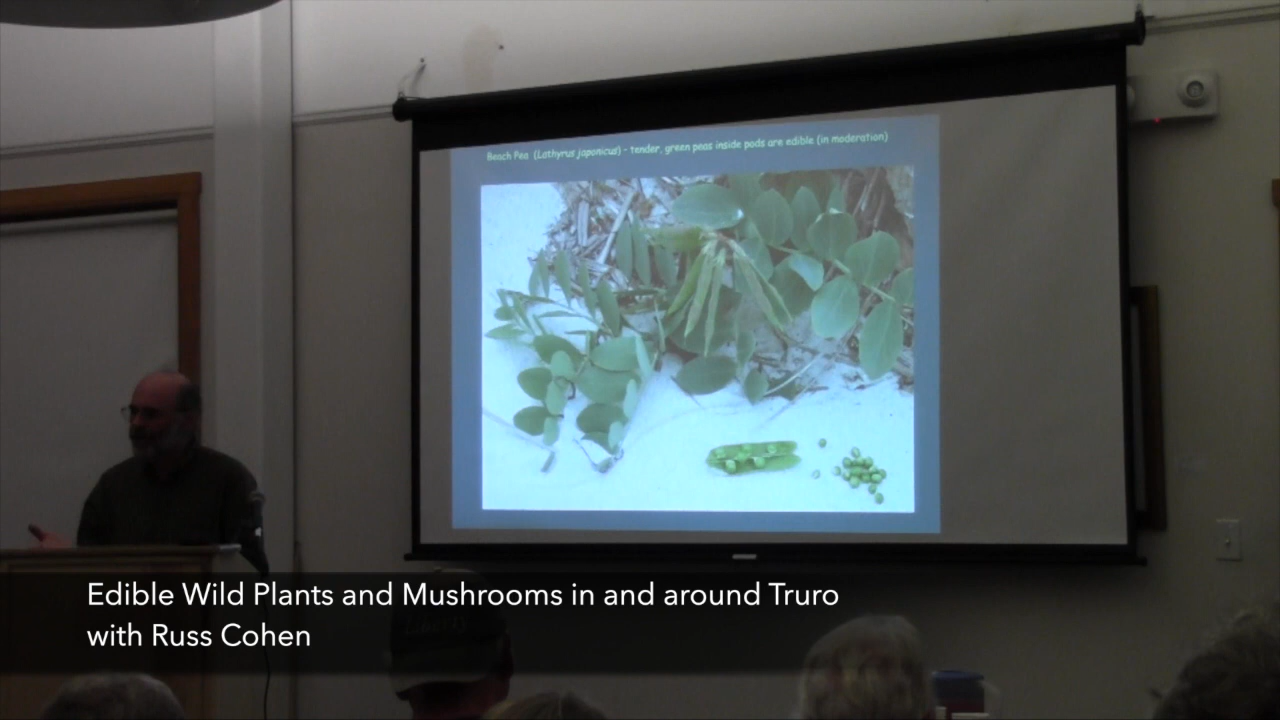 Beach Pea (Lathyrus japonicus) - tender, green peas inside pods are edible (in moderation)
Edible Wild Plants and Mushrooms in and around Truro
with Russ Cohen